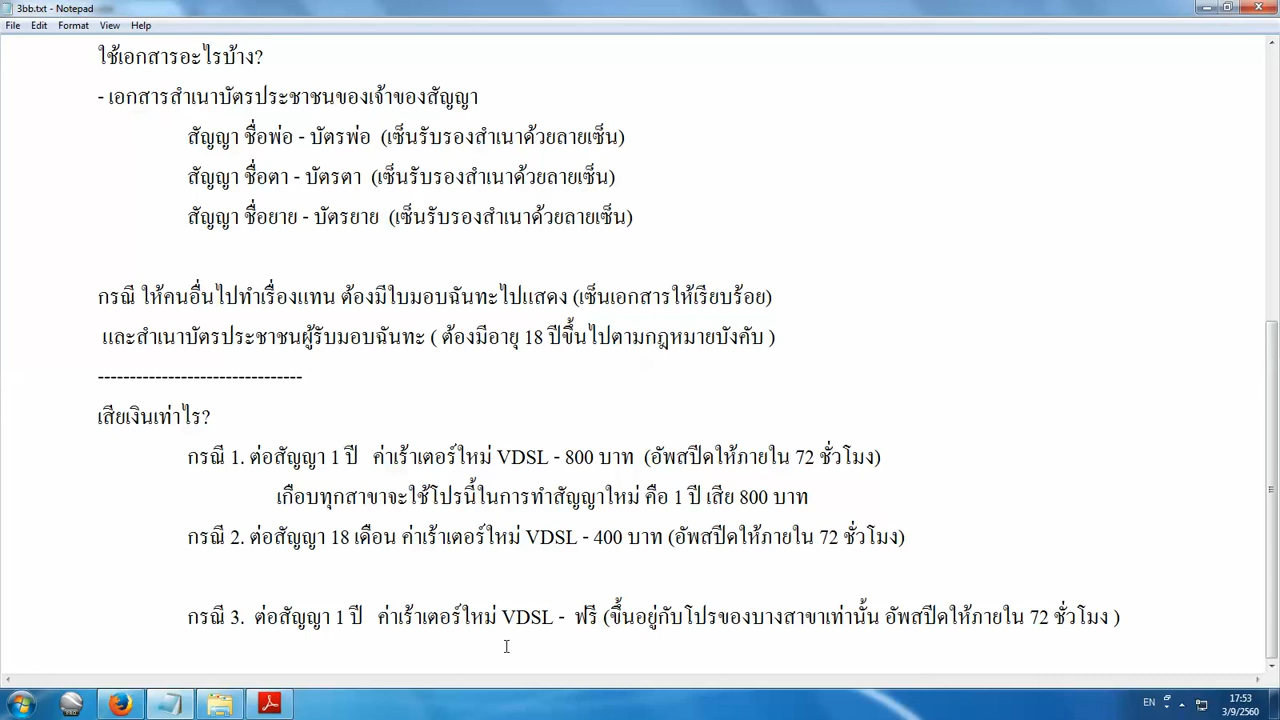 3bb.txt - Notepad
File Edit Format View Help
ใช้เอกสารอะไรบ้าง?
- เอกสารสำเนาบัตรประชาชนของเจ้าของสัญญา
สัญญา ชื่อพ่อ - บัตรพ่อ (เซ็นรับรองสำเนาด้วยลายเซ็น)
สัญญา ชื่อตา - บัตรตา (เซ็นรับรองสำเนาด้วยลายเซ็น)
สัญญา ชื่อยาย - บัตรยาย (เซ็นรับรองสำเนาด้วยลายเซ็น)
กรณี ให้คนอื่นไปทำเรื่องแทน ต้องมีใบมอบฉันทะไปแสดง (เซ็นเอกสารให้เรียบร้อย)
และสำเนาบัตรประชาชนผู้รับมอบฉันทะ ( ต้องมีอายุ 18 ปีขึ้นไปตามกฎหมายบังคับ )
--------------------------------
เสียเงินเท่าไร?
กรณี 1. ต่อสัญญา 1 ปี ค่าเร้าเตอร์ใหม่ VDSL - 800 บาท (อัพสปีดให้ภายใน 72 ชั่วโมง)
เกือบทุกสาขาจะใช้โปรนี้ในการทำสัญญาใหม่ คือ 1 ปี เสีย 800 บาท
กรณี 2. ต่อสัญญา 18 เดือน ค่าเร้าเตอร์ใหม่ VDSL - 400 บาท (อัพสปีดให้ภายใน 72 ชั่วโมง)
กรณี 3. ต่อสัญญา 1 ปี ค่าเร้าเตอร์ใหม่ VDSL - ฟรี (ขึ้นอยู่กับโปรของบางสาขาเท่านั้น อัพสปีดให้ภายใน 72 ชั่วโมง )
EN 17:53
3/9/2560